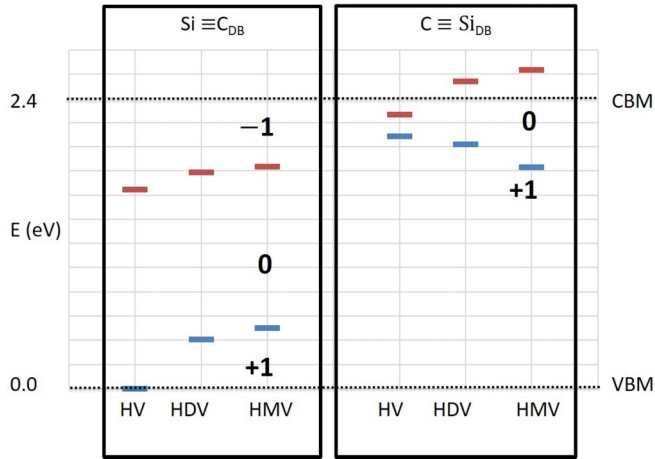 Si ≡C_DB C ≡ Si_DB
2.4 CBM
−1 0
+1
E (eV)
0
+1
0.0 VBM
HV HDV HMV HV HDV HMV